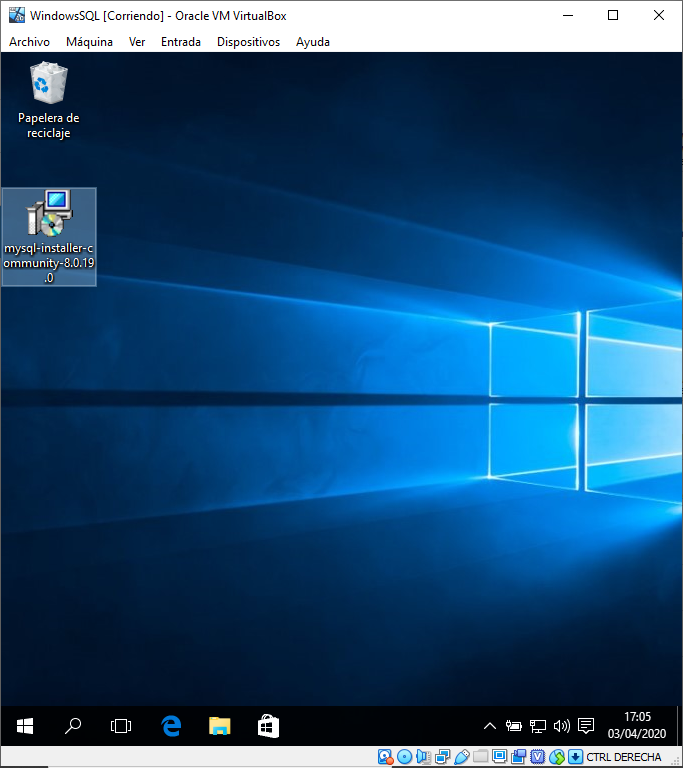 WindowsSQL [Corriendo] - Oracle VM VirtualBox
Archivo Máquina Ver Entrada Dispositivos Ayuda
Papelera de
reciclaje
mysql-installer-c
ommunity-8.0.19
.0
17:05
03/04/2020
CTRL DERECHA